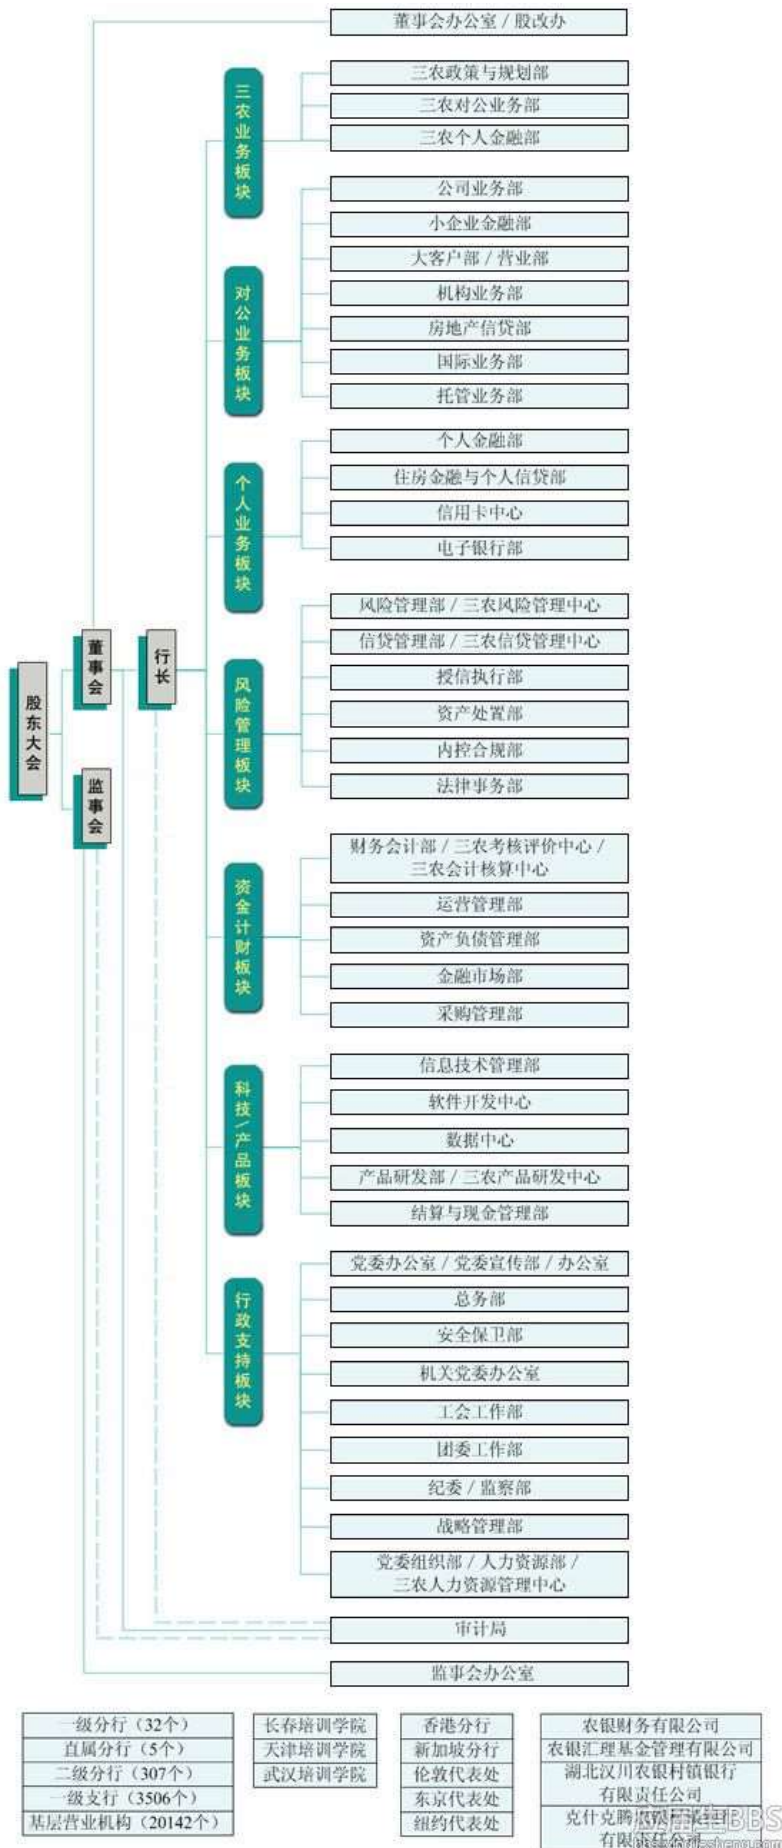 董事会办公室 / 股改办
三农业务板块
三农政策与规划部
三农对公业务部
三农个人金融部
对公业务板块
公司业务部
小企业金融部
大客户部 / 营业部
机构业务部
房地产信贷部
国际业务部
托管业务部
个人业务板块
个人金融部
住房金融与个人信贷部
信用卡中心
电子银行部
股东大会
董事会
监事会
行长
风险管理板块
风险管理部 / 三农风险管理中心
信贷管理部 / 三农信贷管理中心
授信执行部
资产处置部
内控合规部
法律事务部
资金计财板块
财务会计部 / 三农考核评价中心 /
三农会计核算中心
运营管理部
资产负债管理部
金融市场部
采购管理部
科技/产品板块
信息技术管理部
软件开发中心
数据中心
产品研发部 / 三农产品研发中心
结算与现金管理部
行政支持板块
党委办公室 / 党委宣传部 / 办公室
总务部
安全保卫部
机关党委办公室
工会工作部
团委工作部
纪委 / 监察部
战略管理部
党委组织部 / 人力资源部 /
三农人力资源管理中心
审计局
监事会办公室
一级分行（32个）
直属分行（5个）
二级分行（307个）
一级支行（3506个）
基层营业机构（20142个）
长春培训学院
天津培训学院
武汉培训学院
香港分行
新加坡分行
伦敦代表处
东京代表处
纽约代表处
农银财务有限公司
农银汇理基金管理有限公司
湖北汉川农银村镇银行
有限责任公司
克什克腾农银村镇银行
有限责任公司
应届生BBS